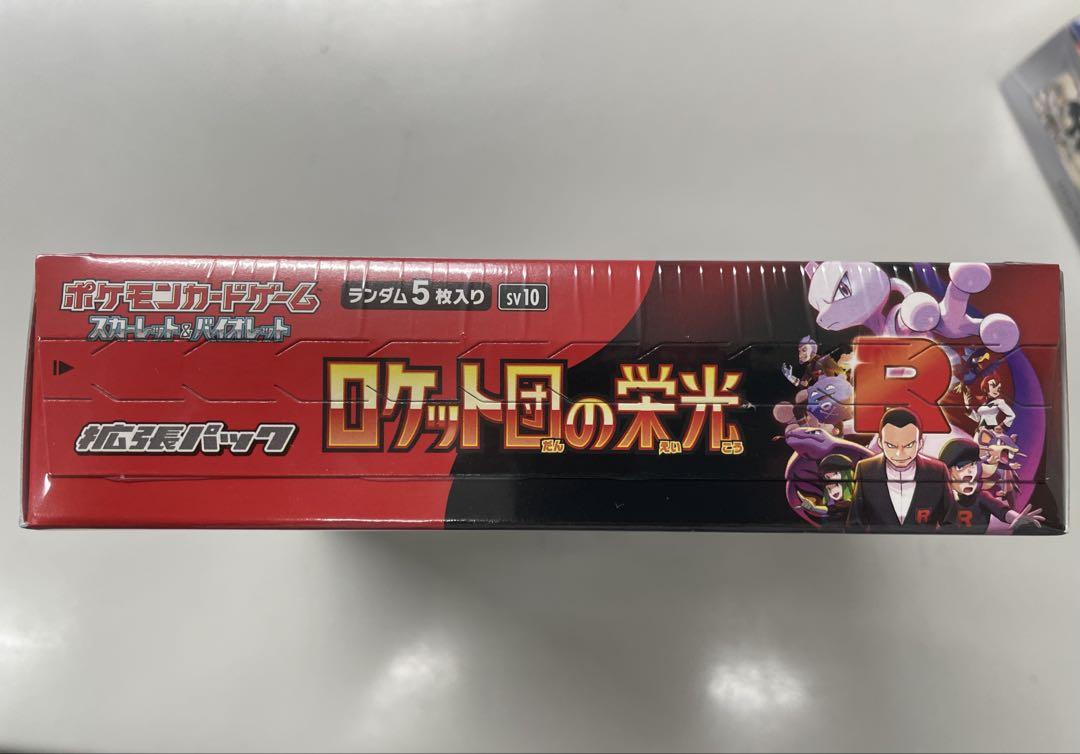 ポケモンカードゲーム
スカーレット&バイオレット
ランダム5枚入り
SV10
拡張パック
ロケット団の栄光
だん えい こう
R
R
R